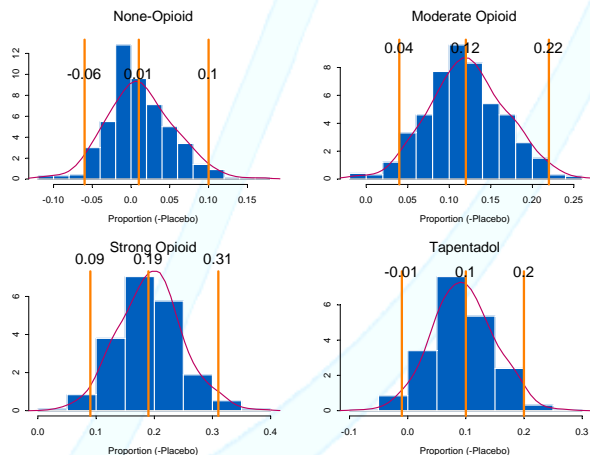 None-Opioid
-0.06 0.01 0.1
0 2 4 6 8 10 12
-0.10 -0.05 0.0 0.05 0.10 0.15
Proportion (-Placebo)
Moderate Opioid
0.04 0.12 0.22
0 2 4 6 8
0.0 0.05 0.10 0.15 0.20 0.25
Proportion (-Placebo)
Strong Opioid
0.09 0.19 0.31
0 2 4 6
0.0 0.1 0.2 0.3 0.4
Proportion (-Placebo)
Tapentadol
-0.01 0.1 0.2
0 2 4 6
-0.1 0.0 0.1 0.2 0.3
Proportion (-Placebo)